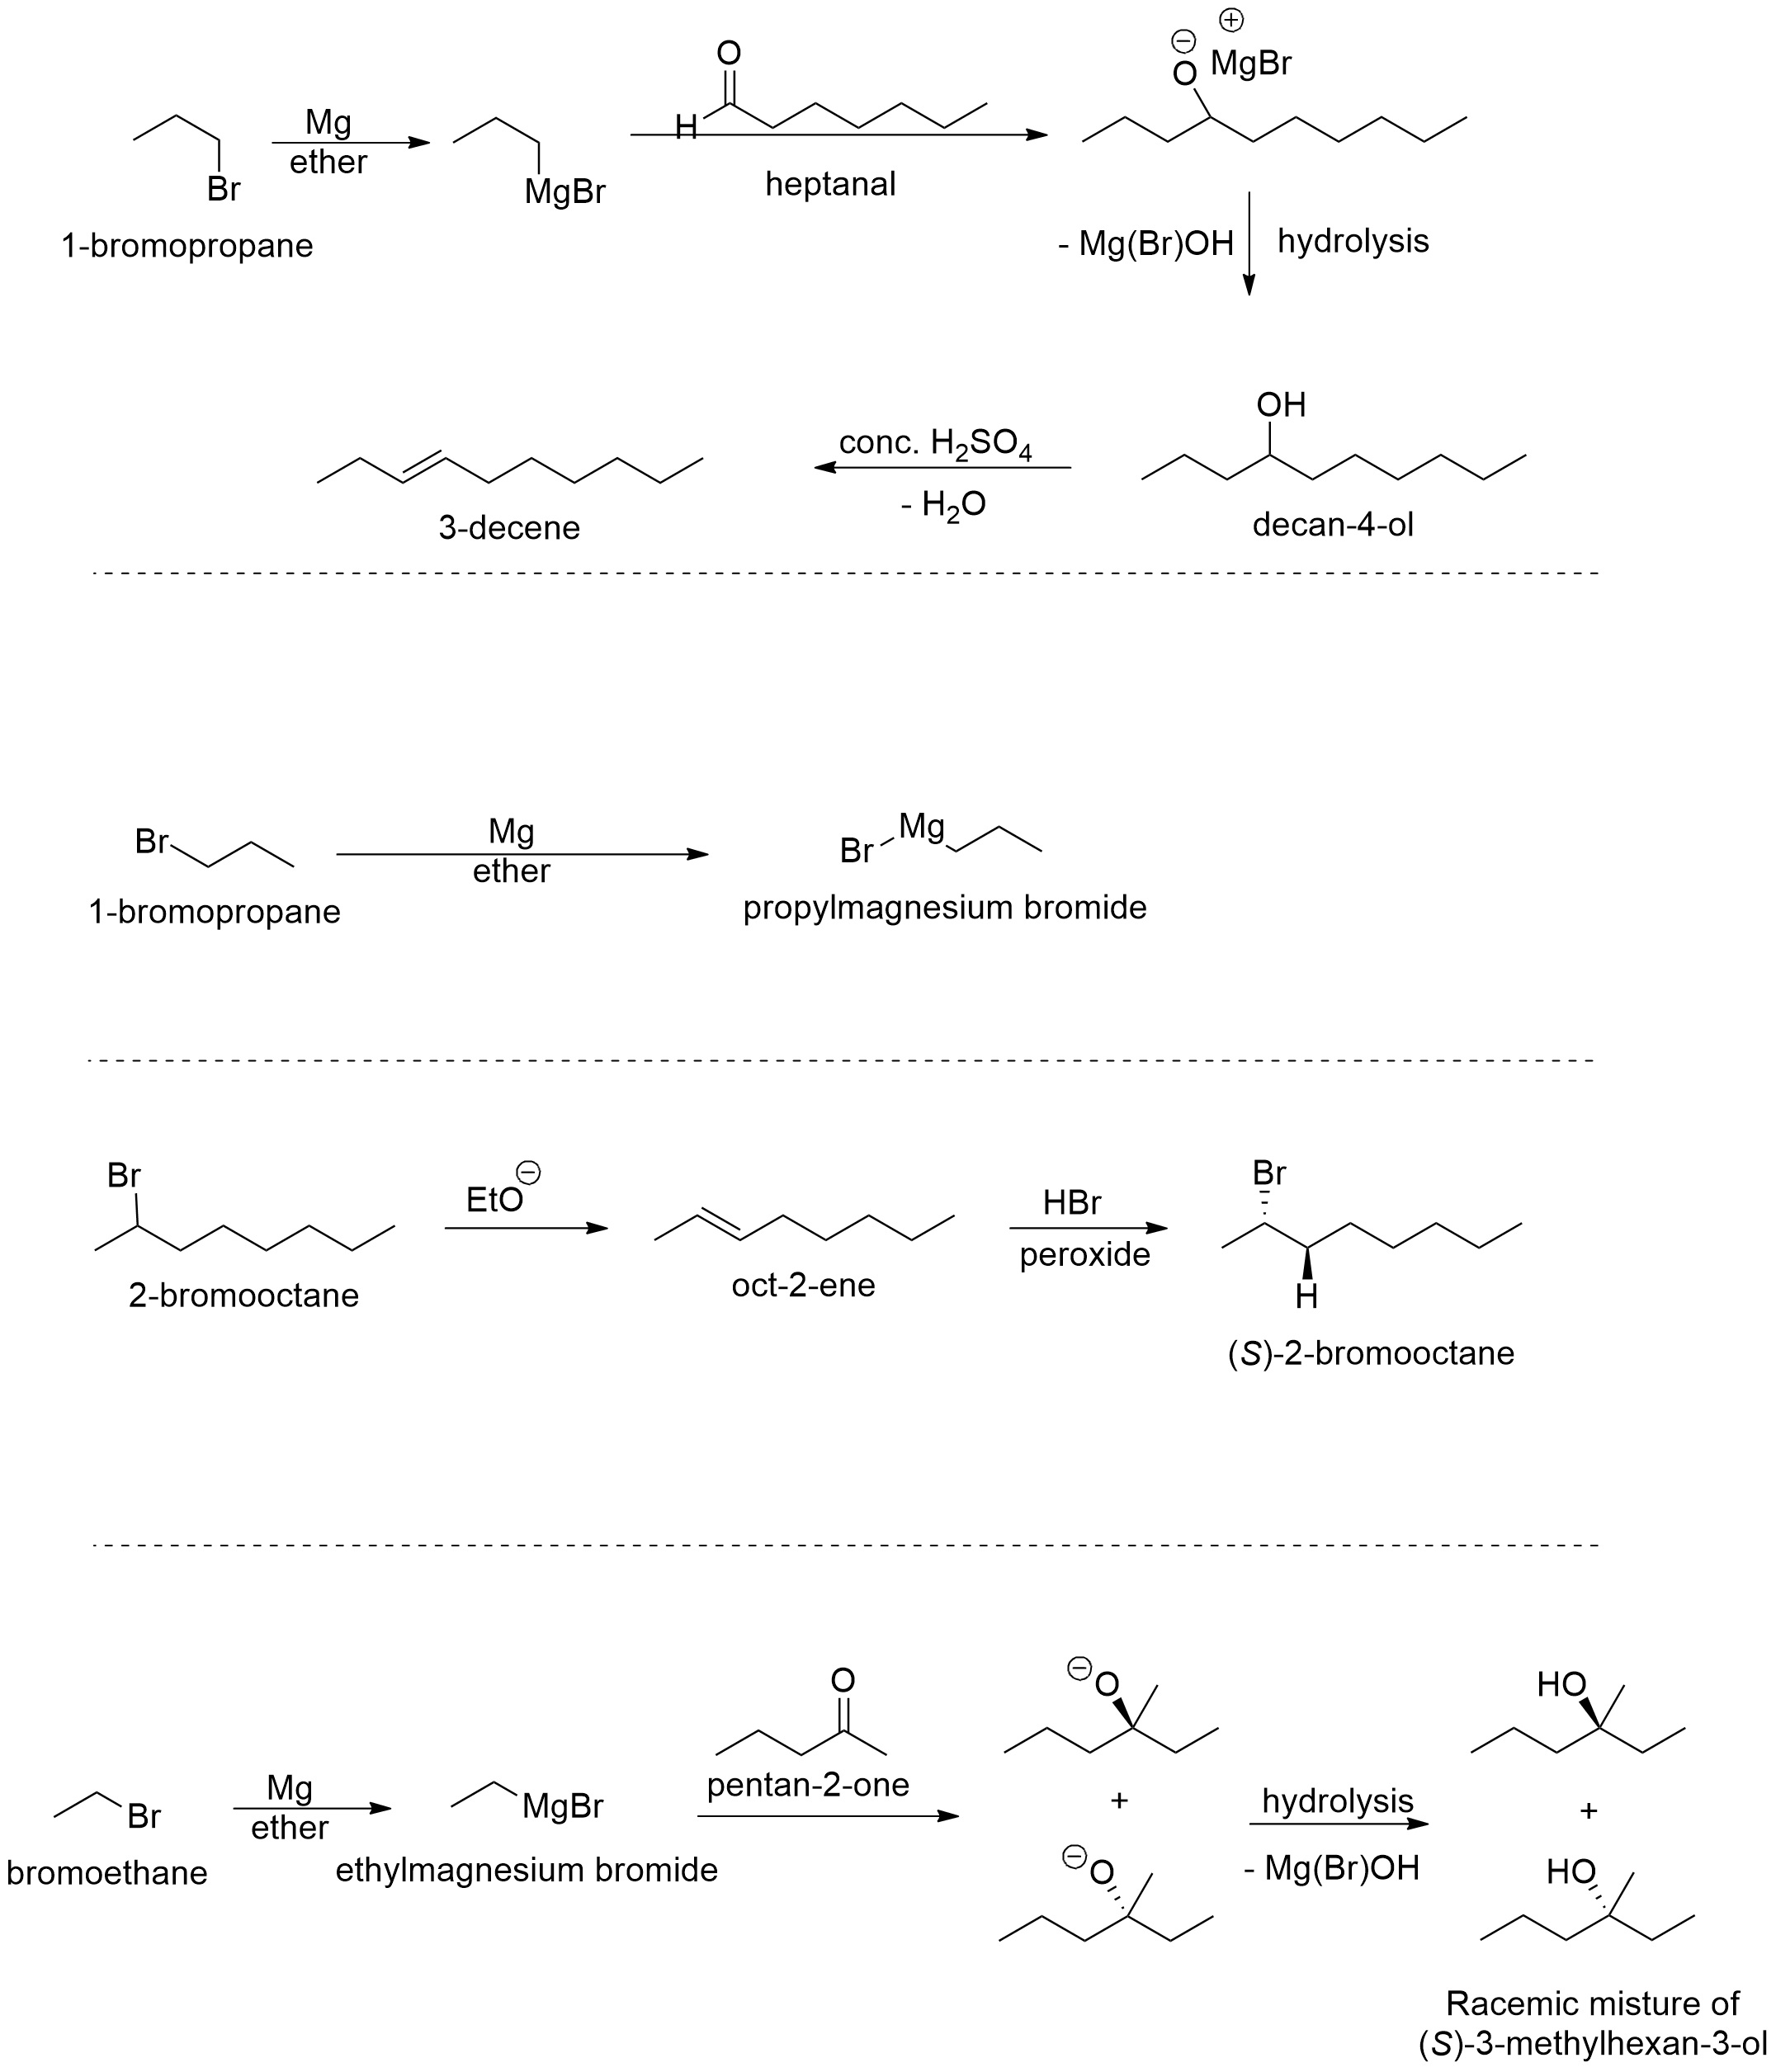 ⊕
⊖
O
O
MgBr
Mg
H
ether
Br
MgBr
heptanal
1-bromopropane
- Mg(Br)OH
hydrolysis
OH
conc. H2SO4
- H2O
3-decene
decan-4-ol
Br
Mg
ether
Br
Mg
1-bromopropane
propylmagnesium bromide
Br
EtO⊖
HBr
peroxide
Br
H
2-bromooctane
oct-2-ene
(S)-2-bromooctane
O
⊖O
HO
pentan-2-one
Br
Mg
ether
MgBr
+
hydrolysis
- Mg(Br)OH
+
bromoethane
ethylmagnesium bromide
⊖O
HO
Racemic misture of
(S)-3-methylhexan-3-ol